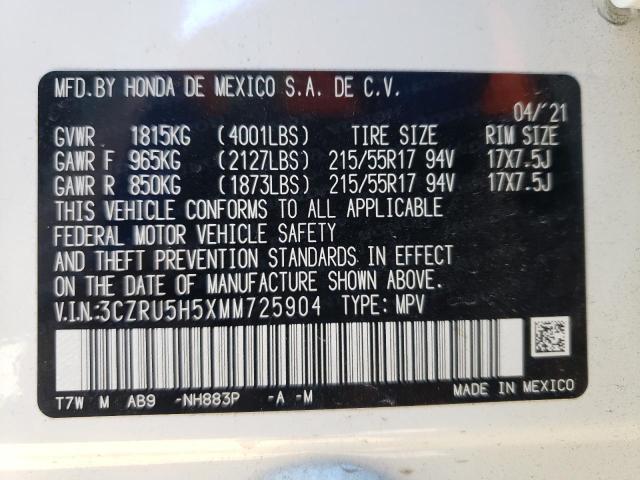 MFD.BY HONDA DE MEXICO S.A. DE C.V.
04/'21
GVWR 1815KG (4001LBS) TIRE SIZE RIM SIZE
GAWR F 965KG (2127LBS) 215/55R17 94V 17X7.5J
GAWR R 850KG (1873LBS) 215/55R17 94V 17X7.5J
THIS VEHICLE CONFORMS TO ALL APPLICABLE
FEDERAL MOTOR VEHICLE SAFETY
AND THEFT PREVENTION STANDARDS IN EFFECT
ON THE DATE OF MANUFACTURE SHOWN ABOVE.
V.I.N:3CZRU5H5XMM725904 TYPE: MPV
T7W M AB9 -NH883P -A -M MADE IN MEXICO